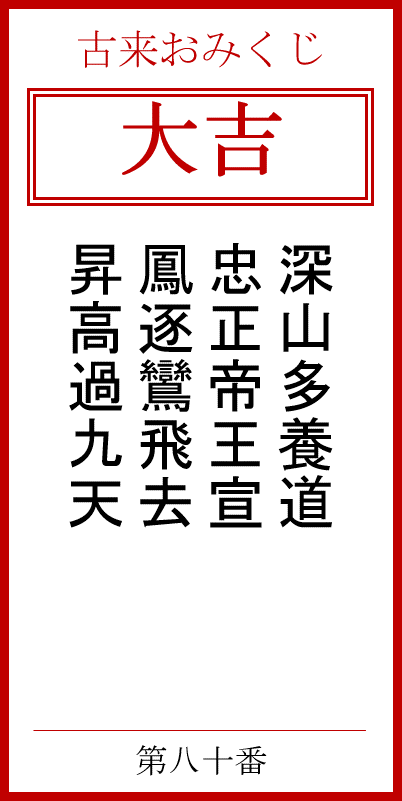 古来おみくじ
大吉
深山多養道
忠正帝王宣
鳳逐鸞飛去
昇高過九天
第八十番